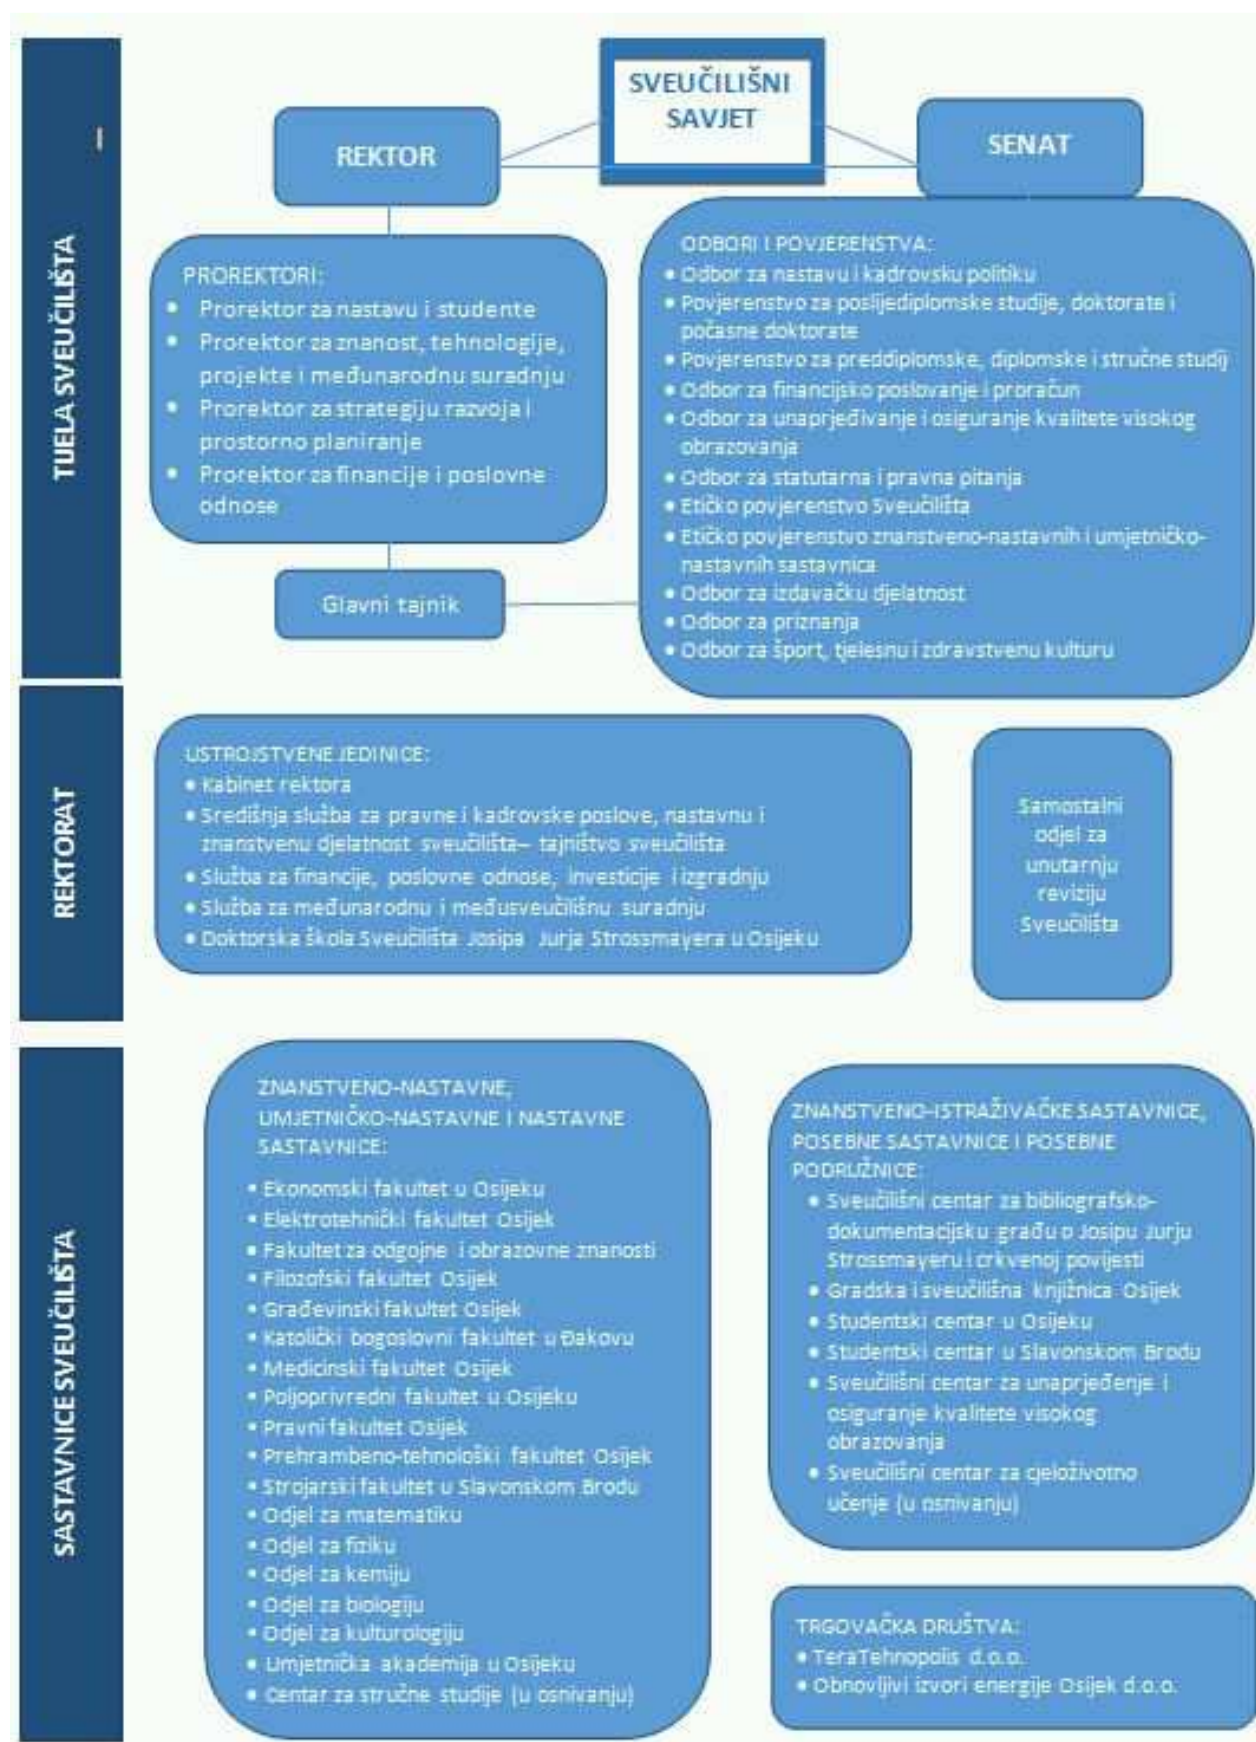 TIJELA SVEUČILIŠTA
SVEUČILIŠNI
SAVJET
REKTOR
SENAT
PROREKTORI:
• Prorektor za nastavu i studente
• Prorektor za znanost, tehnologije,
projekte i međunarodnu suradnju
• Prorektor za strategiju razvoja i
prostorno planiranje
• Prorektor za financije i poslovne
odnose
Glavni tajnik
ODBORI I POVJERENSTVA:
• Odbor za nastavu i kadrovsku politiku
• Povjerenstvo za poslijediplomske studije, doktorate i
počasne doktorate
• Povjerenstvo za preddiplomske, diplomske i stručne studij
• Odbor za financijsko poslovanje i proračun
• Odbor za unaprjeđivanje i osiguranje kvalitete visokog
obrazovanja
• Odbor za statutarna i pravna pitanja
• Etičko povjerenstvo Sveučilišta
• Etičko povjerenstvo znanstveno-nastavnih i umjetničko-
nastavnih sastavnica
• Odbor za izdavačku djelatnost
• Odbor za priznanja
• Odbor za šport, tjelesnu i zdravstvenu kulturu
REKTORAT
USTROJSTVENE JEDINICE:
• Kabinet rektora
• Središnja služba za pravne i kadrovske poslove, nastavnu i
znanstvenu djelatnost sveučilišta– tajništvo sveučilišta
• Služba za financije, poslovne odnose, investicije i izgradnju
• Služba za međunarodnu i međusveučilišnu suradnju
• Doktorska škola Sveučilišta Josipa Jurja Strossmayera u Osijeku
Samostalni
odjel za
unutarnju
reviziju
Sveučilišta
SASTAVNICE SVEUČILIŠTA
ZNANSTVENO-NASTAVNE,
UMJETNIČKO-NASTAVNE I NASTAVNE
SASTAVNICE:
• Ekonomski fakultet u Osijeku
• Elektrotehnički fakultet Osijek
• Fakultet za odgojne i obrazovne znanosti
• Filozofski fakultet Osijek
• Građevinski fakultet Osijek
• Katolički bogoslovni fakultet u Đakovu
• Medicinski fakultet Osijek
• Poljoprivredni fakultet u Osijeku
• Pravni fakultet Osijek
• Prehrambeno-tehnološki fakultet Osijek
• Strojarski fakultet u Slavonskom Brodu
• Odjel za matematiku
• Odjel za fiziku
• Odjel za kemiju
• Odjel za biologiju
• Odjel za kulturologiju
• Umjetnička akademija u Osijeku
• Centar za stručne studije (u osnivanju)
ZNANSTVENO-ISTRAŽIVAČKE SASTAVNICE,
POSEBNE SASTAVNICE I POSEBNE
PODRUŽNICE:
• Sveučilišni centar za bibliografsko-
dokumentacijsku građu o Josipu Jurju
Strossmayeru i crkvenoj povijesti
• Gradska i sveučilišna knjižnica Osijek
• Studentski centar u Osijeku
• Studentski centar u Slavonskom Brodu
• Sveučilišni centar za unaprjeđenje i
osiguranje kvalitete visokog
obrazovanja
• Sveučilišni centar za cjeloživotno
učenje (u osnivanju)
TRGOVAČKA DRUŠTVA:
• TeraTehnopolis d.o.o.
• Obnovljivi izvori energije Osijek d.o.o.